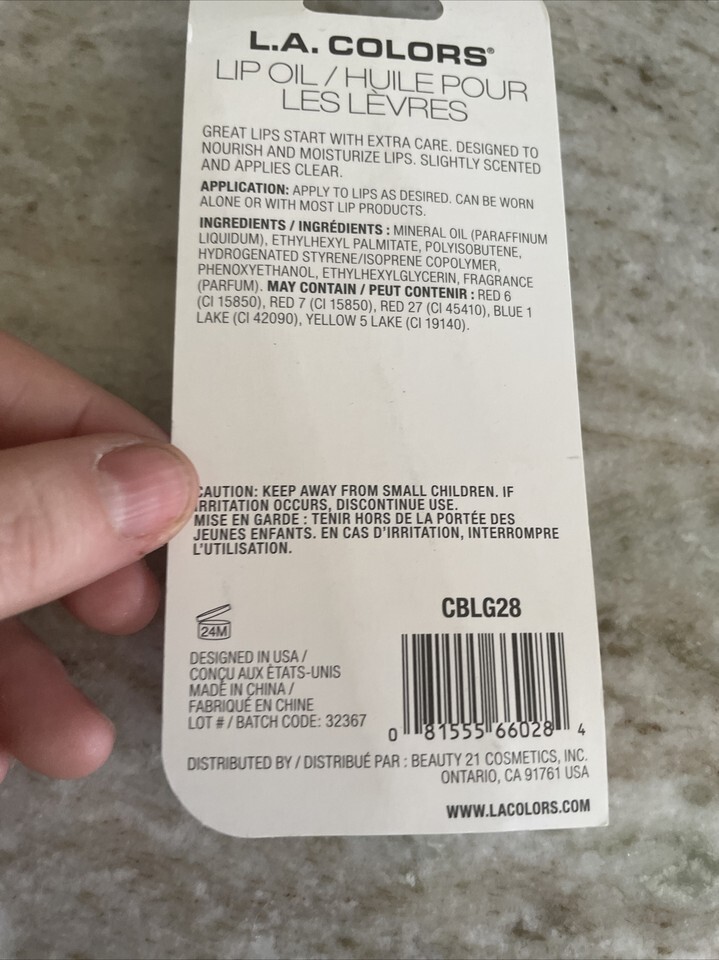 L.A. COLORS®
LIP OIL / HUILE POUR
LES LÈVRES
GREAT LIPS START WITH EXTRA CARE. DESIGNED TO
NOURISH AND MOISTURIZE LIPS. SLIGHTLY SCENTED
AND APPLIES CLEAR.
APPLICATION: APPLY TO LIPS AS DESIRED. CAN BE WORN
ALONE OR WITH MOST LIP PRODUCTS.
INGREDIENTS / INGRÉDIENTS : MINERAL OIL (PARAFFINUM
LIQUIDUM), ETHYLHEXYL PALMITATE, POLYISOBUTENE,
HYDROGENATED STYRENE/ISOPRENE COPOLYMER,
PHENOXYETHANOL, ETHYLHEXYLGLYCERIN, FRAGRANCE
(PARFUM). MAY CONTAIN / PEUT CONTENIR : RED 6
(CI 15850), RED 7 (CI 15850), RED 27 (CI 45410), BLUE 1
LAKE (CI 42090), YELLOW 5 LAKE (CI 19140).
CAUTION: KEEP AWAY FROM SMALL CHILDREN. IF
IRRITATION OCCURS, DISCONTINUE USE.
MISE EN GARDE : TENIR HORS DE LA PORTÉE DES
JEUNES ENFANTS. EN CAS D'IRRITATION, INTERROMPRE
L'UTILISATION.
24M
CBLG28
DESIGNED IN USA /
CONÇU AUX ÉTATS-UNIS
MADE IN CHINA /
FABRIQUÉ EN CHINE
LOT # / BATCH CODE: 32367
0 81555 66028 4
DISTRIBUTED BY / DISTRIBUÉ PAR : BEAUTY 21 COSMETICS, INC.
ONTARIO, CA 91761 USA
WWW.LACOLORS.COM